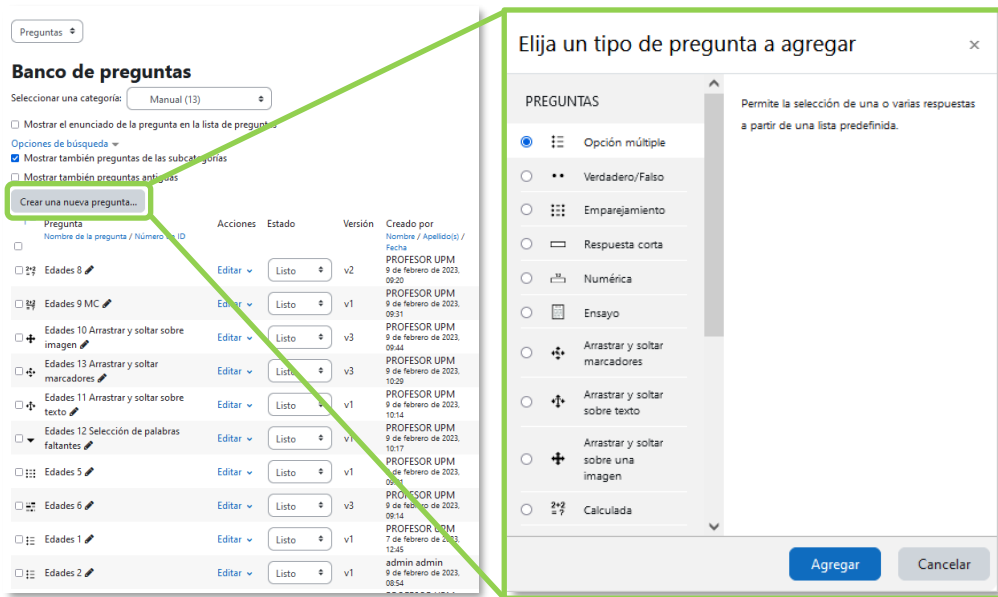 Preguntas
Banco de preguntas
Seleccionar una categoría: Manual (13)
Mostrar el enunciado de la pregunta en la lista de preguntas
Opciones de búsqueda
Mostrar también preguntas de las subcategorías
Mostrar también preguntas antiguas
Crear una nueva pregunta...
Pregunta Acciones Estado Versión Creado por
Nombre de la pregunta / Número de ID Nombre / Apellido(s) /
Fecha
PROFESOR UPM
Edades 8 Editar Listo v2 9 de febrero de 2023,
09:20
PROFESOR UPM
Edades 9 MC Editar Listo v1 9 de febrero de 2023,
09:31
PROFESOR UPM
Edades 10 Arrastrar y soltar sobre
imagen Editar Listo v3 9 de febrero de 2023,
09:44
PROFESOR UPM
Edades 13 Arrastrar y soltar
marcadores Editar Listo v3 9 de febrero de 2023,
10:29
PROFESOR UPM
Edades 11 Arrastrar y soltar sobre
texto Editar Listo v1 9 de febrero de 2023,
10:14
PROFESOR UPM
Edades 12 Selección de palabras
faltantes Editar Listo v1 9 de febrero de 2023,
10:17
PROFESOR UPM
Edades 5 Editar Listo v1 de febrero de 2023,
PROFESOR UPM
Edades 6 Editar Listo v3 9 de febrero de 2023,
09:14
PROFESOR UPM
Edades 1 Editar Listo v1 7 de febrero de 2023,
12:45
admin admin
Edades 2 Editar Listo v1 9 de febrero de 2023,
08:54
Elija un tipo de pregunta a agregar
PREGUNTAS
Opción múltiple
Verdadero/Falso
Emparejamiento
Respuesta corta
Numérica
Ensayo
Arrastrar y soltar
marcadores
Arrastrar y soltar
sobre texto
Arrastrar y soltar
sobre una
imagen
2+2
= ?
Calculada
Permite la selección de una o varias respuestas
a partir de una lista predefinida.
Agregar Cancelar